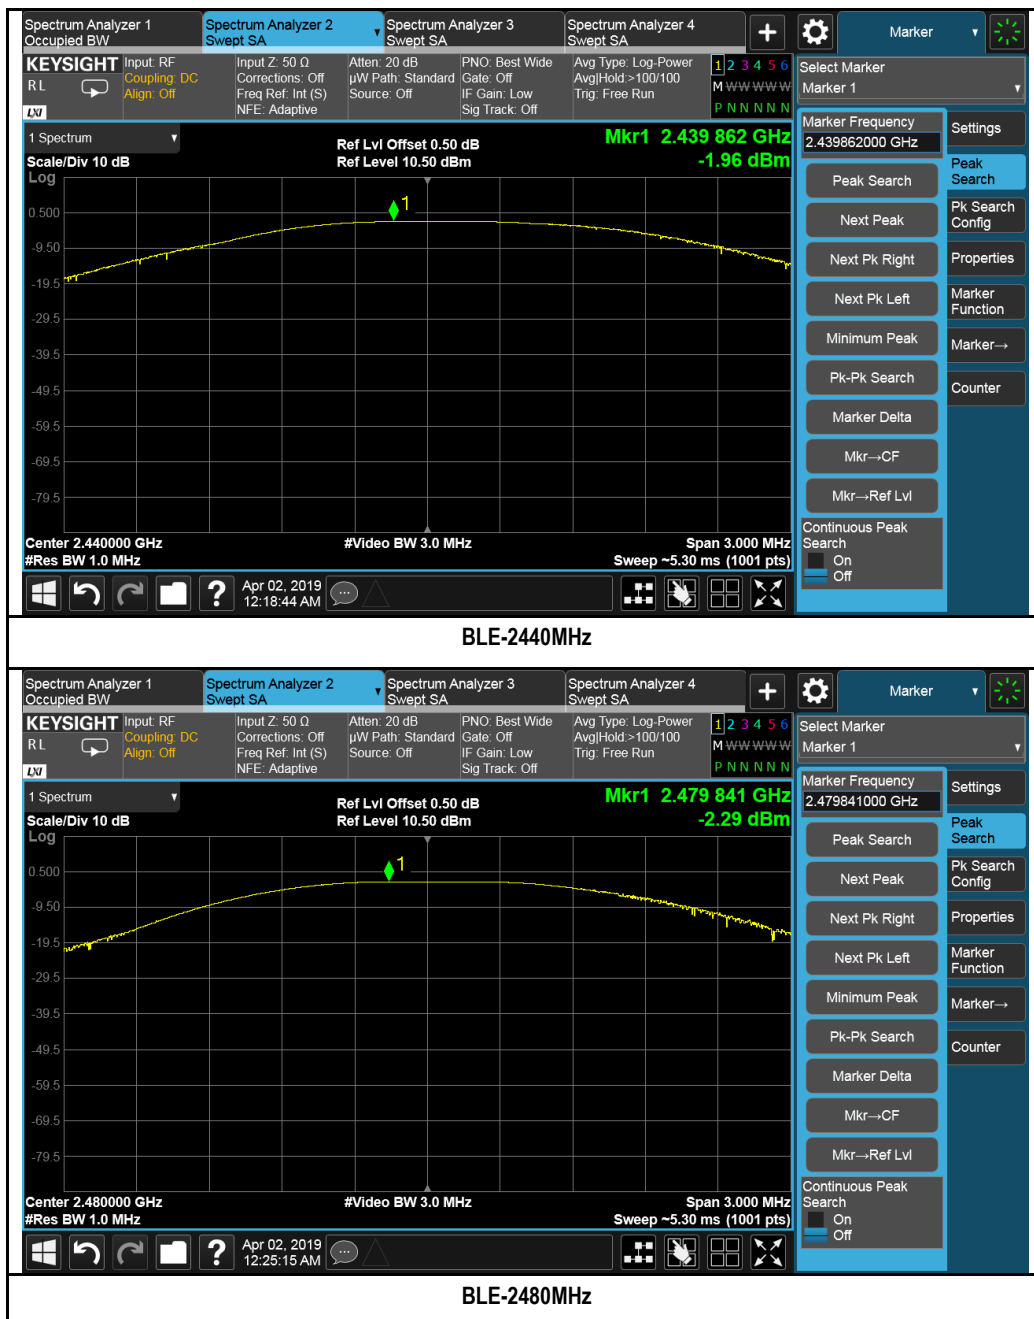 Spectrum Analyzer 1
Occupied BW
Spectrum Analyzer 2
Swept SA
Spectrum Analyzer 3
Swept SA
Spectrum Analyzer 4
Swept SA
+
Marker
KEYSIGHT
RL
LXI
Input: RF
Coupling: DC
Align: Off
Input Z: 50 Ω
Corrections: Off
Freq Ref: Int (S)
NFE: Adaptive
Atten: 20 dB
µW Path: Standard
Source: Off
PNO: Best Wide
Gate: Off
IF Gain: Low
Sig Track: Off
Avg Type: Log-Power
Avg|Hold:>100/100
Trig: Free Run
1 2 3 4 5 6
M W W W W W
P N N N N N
Select Marker
Marker 1
1 Spectrum
Scale/Div 10 dB
Log
Ref Lvl Offset 0.50 dB
Ref Level 10.50 dBm
Mkr1 2.439 862 GHz
-1.96 dBm
1
0.500
-9.50
-19.5
-29.5
-39.5
-49.5
-59.5
-69.5
-79.5
Center 2.440000 GHz
#Res BW 1.0 MHz
#Video BW 3.0 MHz
Span 3.000 MHz
Sweep ~5.30 ms (1001 pts)
Marker Frequency
2.439862000 GHz
Peak Search
Next Peak
Next Pk Right
Next Pk Left
Minimum Peak
Pk-Pk Search
Marker Delta
Mkr→CF
Mkr→Ref Lvl
Continuous Peak
Search
On
Off
Settings
Peak
Search
Pk Search
Config
Properties
Marker
Function
Marker→
Counter
?
Apr 02, 2019
12:18:44 AM
BLE-2440MHz
Spectrum Analyzer 1
Occupied BW
Spectrum Analyzer 2
Swept SA
Spectrum Analyzer 3
Swept SA
Spectrum Analyzer 4
Swept SA
+
Marker
KEYSIGHT
RL
LXI
Input: RF
Coupling: DC
Align: Off
Input Z: 50 Ω
Corrections: Off
Freq Ref: Int (S)
NFE: Adaptive
Atten: 20 dB
µW Path: Standard
Source: Off
PNO: Best Wide
Gate: Off
IF Gain: Low
Sig Track: Off
Avg Type: Log-Power
Avg|Hold:>100/100
Trig: Free Run
1 2 3 4 5 6
M W W W W W
P N N N N N
Select Marker
Marker 1
1 Spectrum
Scale/Div 10 dB
Log
Ref Lvl Offset 0.50 dB
Ref Level 10.50 dBm
Mkr1 2.479 841 GHz
-2.29 dBm
1
0.500
-9.50
-19.5
-29.5
-39.5
-49.5
-59.5
-69.5
-79.5
Center 2.480000 GHz
#Res BW 1.0 MHz
#Video BW 3.0 MHz
Span 3.000 MHz
Sweep ~5.30 ms (1001 pts)
Marker Frequency
2.479841000 GHz
Peak Search
Next Peak
Next Pk Right
Next Pk Left
Minimum Peak
Pk-Pk Search
Marker Delta
Mkr→CF
Mkr→Ref Lvl
Continuous Peak
Search
On
Off
Settings
Peak
Search
Pk Search
Config
Properties
Marker
Function
Marker→
Counter
?
Apr 02, 2019
12:25:15 AM
BLE-2480MHz